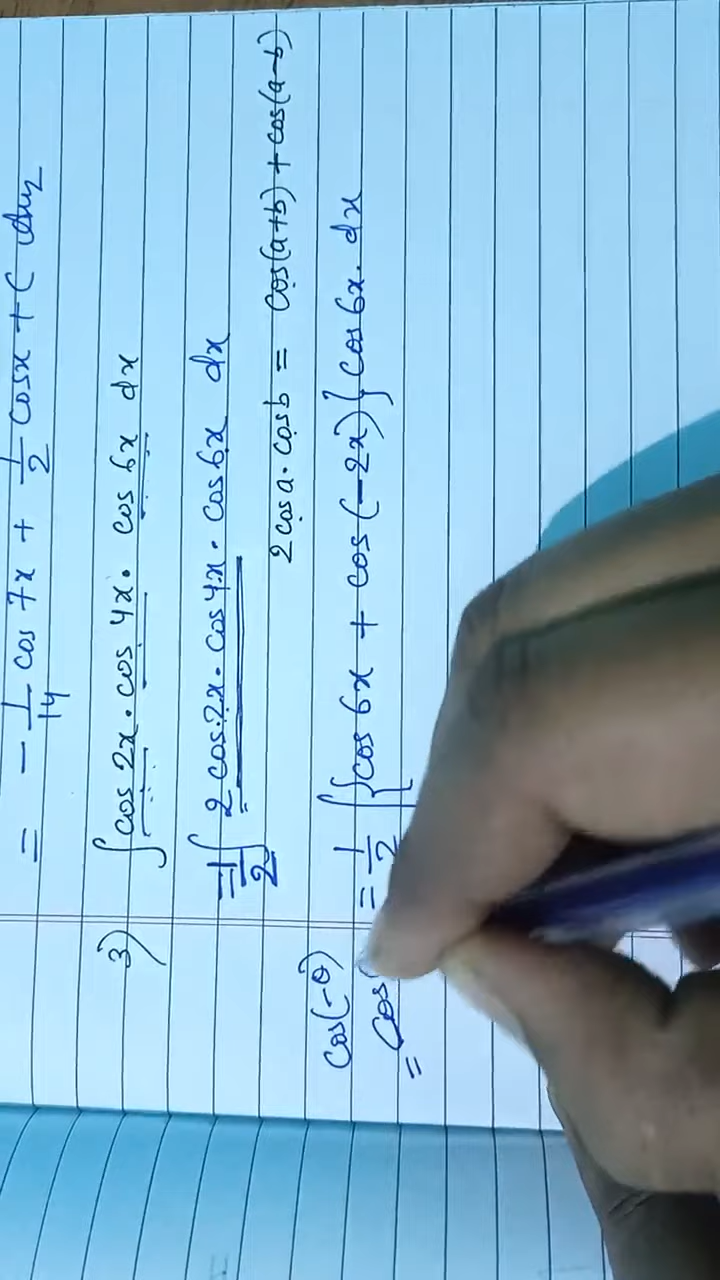 = - 1/14 cos 7x + 1/2 cosx + C Ans
3) ∫ cos 2x · cos 4x · cos 6x dx
= 1/2 ∫ 2 cos 2x · cos 4x · cos 6x dx
2 cos a · cos b = cos(a+b) + cos(a-b)
cos(-θ)
= 1/2 ∫ {cos 6x + cos (-2x)} cos 6x · dx
= cos